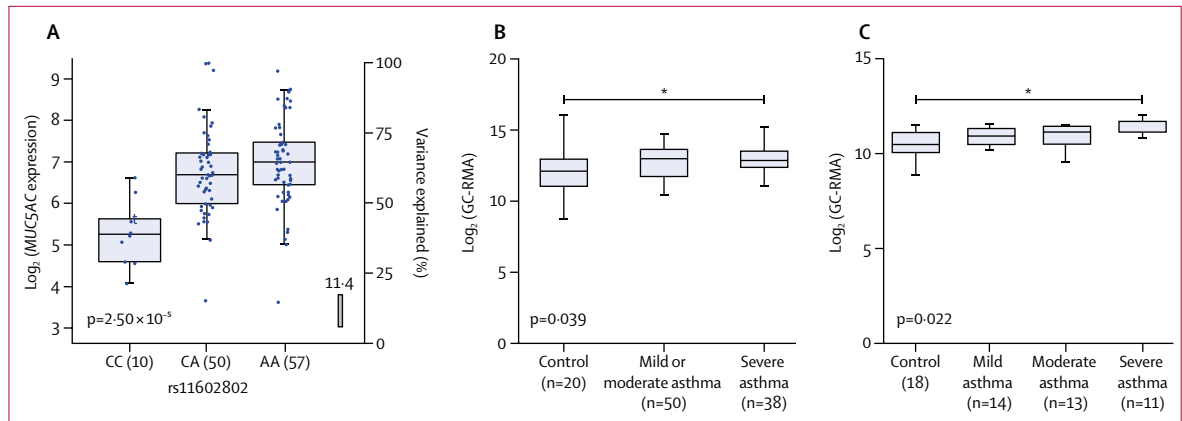 A
Log₂ (MUC5AC expression)
9
8
7
6
5
4
3
p=2·50 × 10⁻⁵
CC (10)
CA (50)
AA (57)
rs11602802
11·4
100
75
50
25
0
Variance explained (%)
B
Log₂ (GC-RMA)
20
15
10
5
0
*
p=0·039
Control
(n=20)
Mild or
moderate asthma
(n=50)
Severe
asthma
(n=38)
C
Log₂ (GC-RMA)
15
10
5
0
*
p=0·022
Control
(18)
Mild
asthma
(n=14)
Moderate
asthma
(n=13)
Severe
asthma
(n=11)